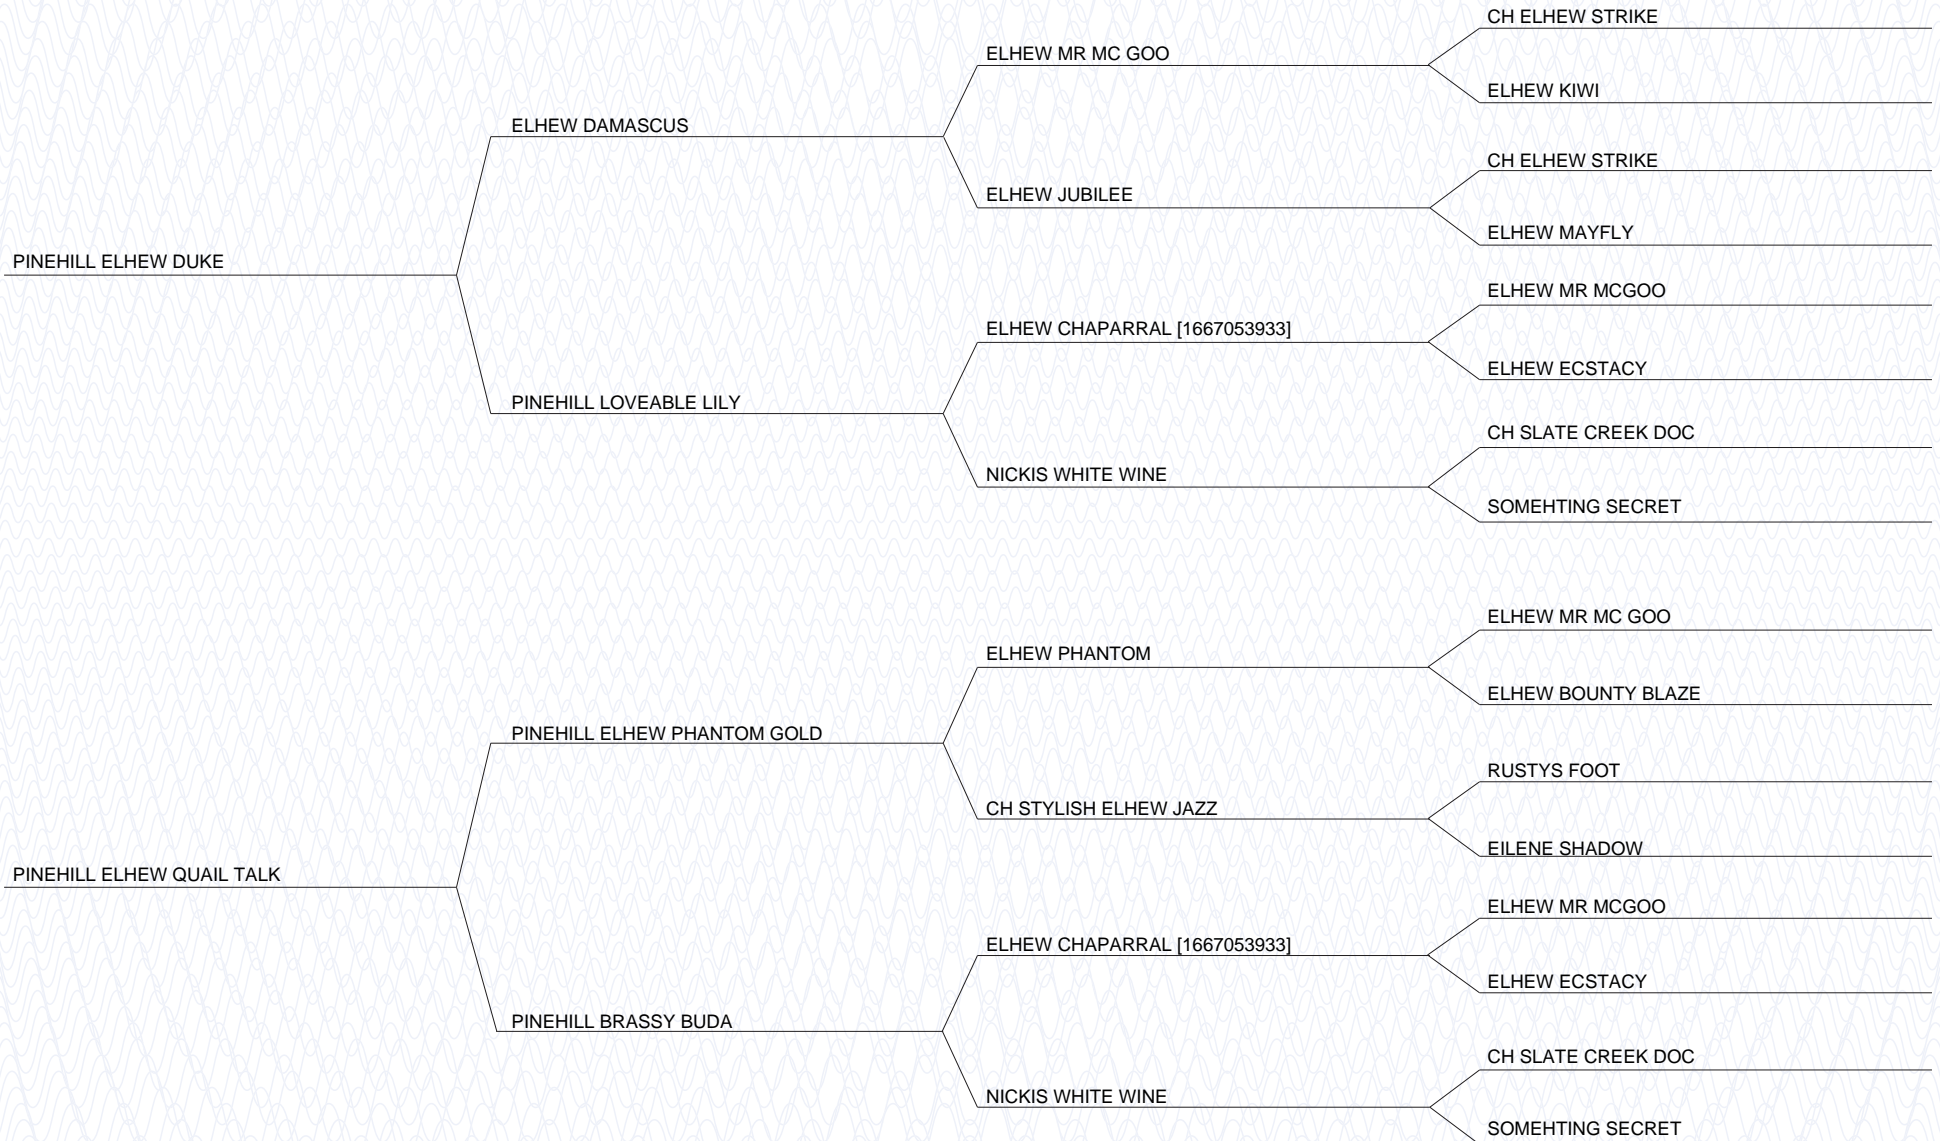 CH ELHEW STRIKE
ELHEW MR MC GOO
ELHEW KIWI
ELHEW DAMASCUS
CH ELHEW STRIKE
ELHEW JUBILEE
ELHEW MAYFLY
PINEHILL ELHEW DUKE
ELHEW MR MCGOO
ELHEW CHAPARRAL [1667053933]
ELHEW ECSTACY
PINEHILL LOVEABLE LILY
CH SLATE CREEK DOC
NICKIS WHITE WINE
SOMEHTING SECRET
ELHEW MR MC GOO
ELHEW PHANTOM
ELHEW BOUNTY BLAZE
PINEHILL ELHEW PHANTOM GOLD
RUSTYS FOOT
CH STYLISH ELHEW JAZZ
EILENE SHADOW
PINEHILL ELHEW QUAIL TALK
ELHEW MR MCGOO
ELHEW CHAPARRAL [1667053933]
ELHEW ECSTACY
PINEHILL BRASSY BUDA
CH SLATE CREEK DOC
NICKIS WHITE WINE
SOMEHTING SECRET